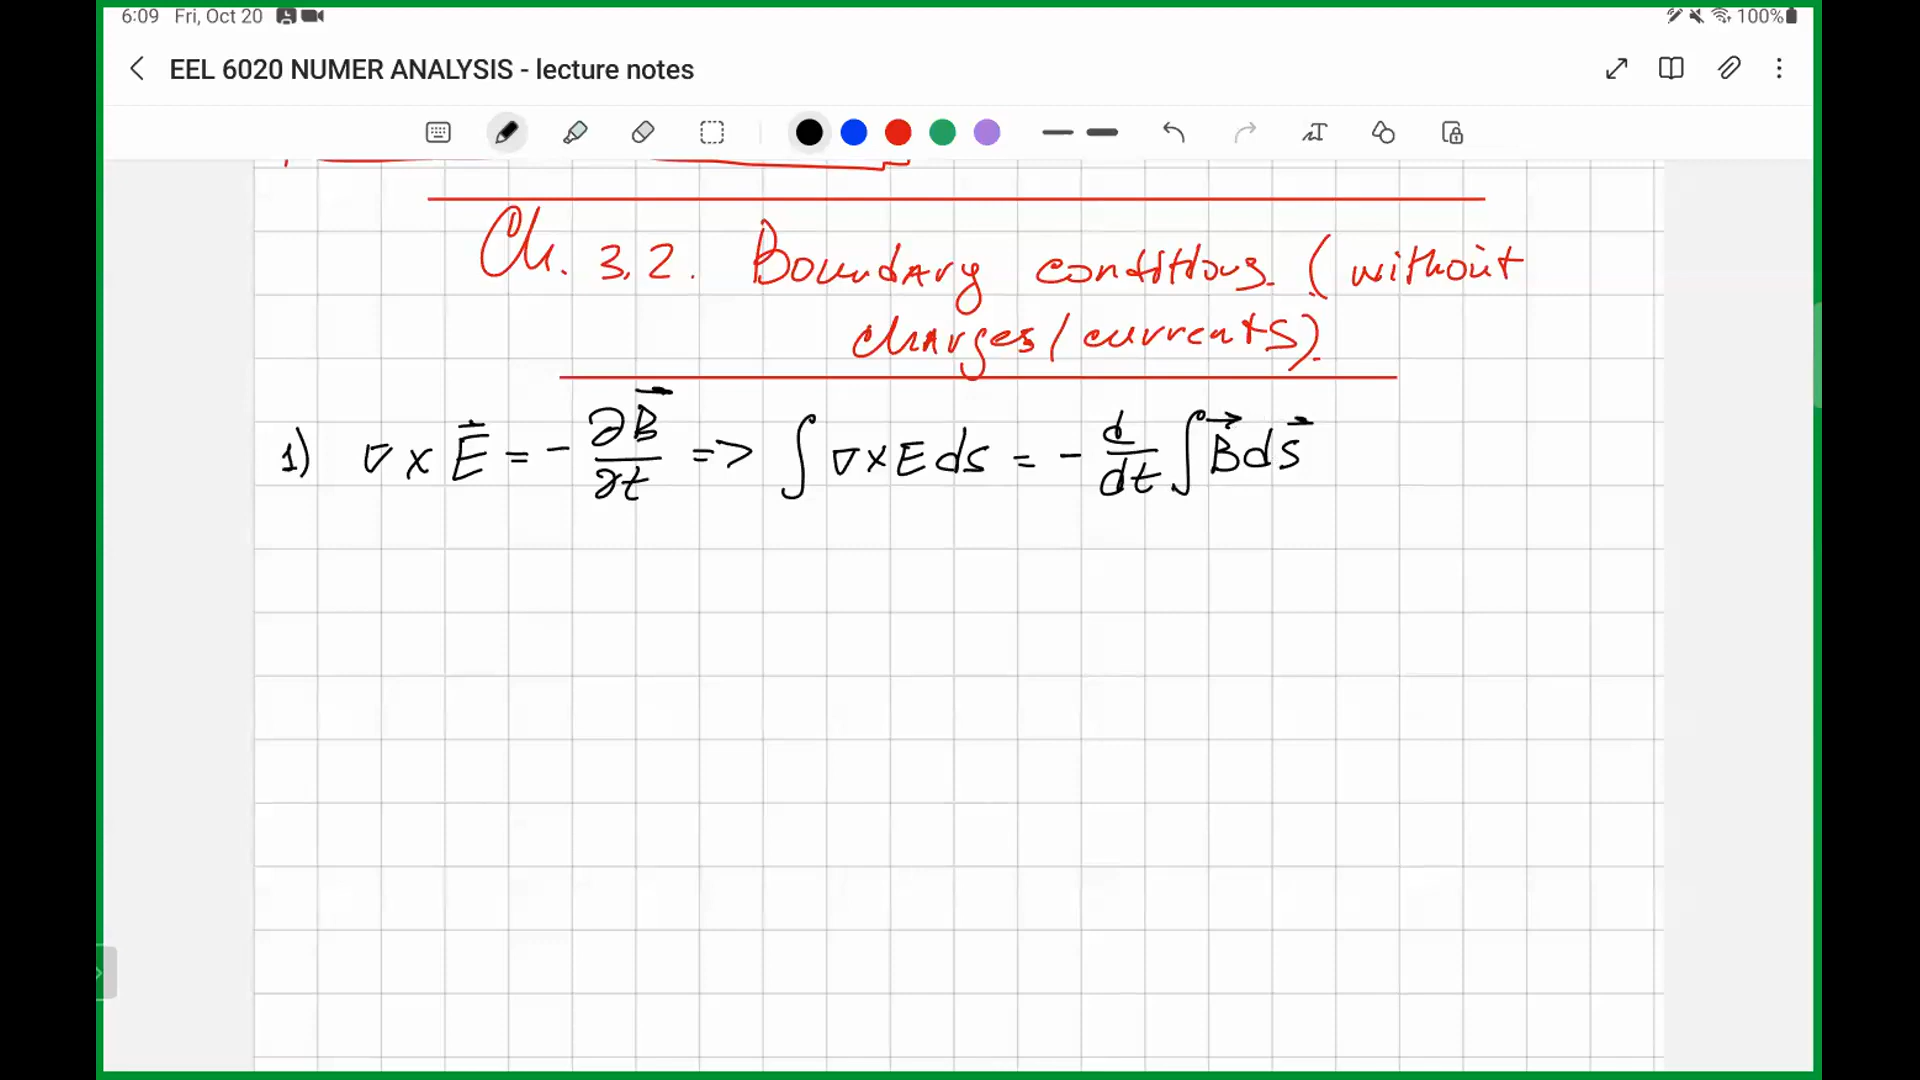 6:09 Fri, Oct 20 100%
EEL 6020 NUMER ANALYSIS - lecture notes
Ch. 3.2. Boundary conditions. (without
charges/currents).
1) ∇ x E⃗ = - ∂B⃗/∂t => ∫ ∇ x E ds = - d/dt ∫ B⃗ ds⃗